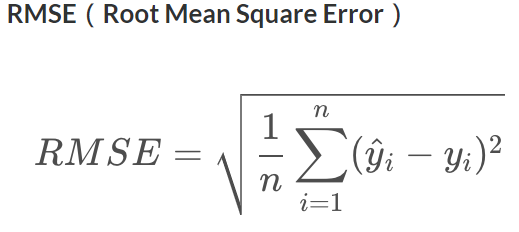 RMSE ( Root Mean Square Error )
RMSE = √(1/n ∑_{i=1}^{n} (ŷ_i − y_i)²)